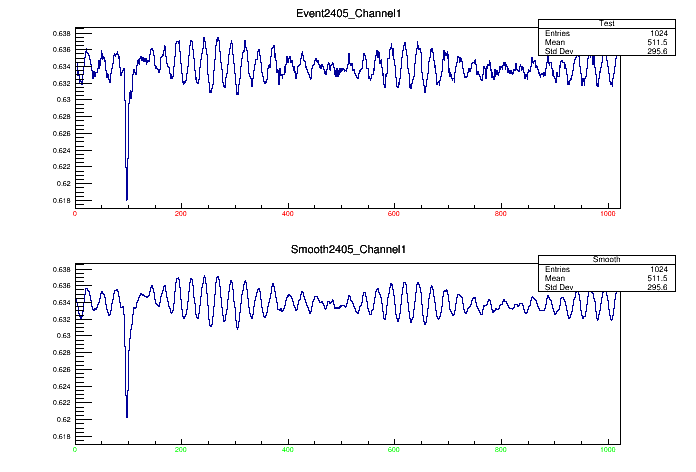 Event2405_Channel1
Test
Entries 1024
Mean 511.5
Std Dev 295.6
0.638
0.636
0.634
0.632
0.63
0.628
0.626
0.624
0.622
0.62
0.618
0 200 400 600 800 1000
Smooth2405_Channel1
Smooth
Entries 1024
Mean 511.5
Std Dev 295.6
0.638
0.636
0.634
0.632
0.63
0.628
0.626
0.624
0.622
0.62
0.618
0 200 400 600 800 1000